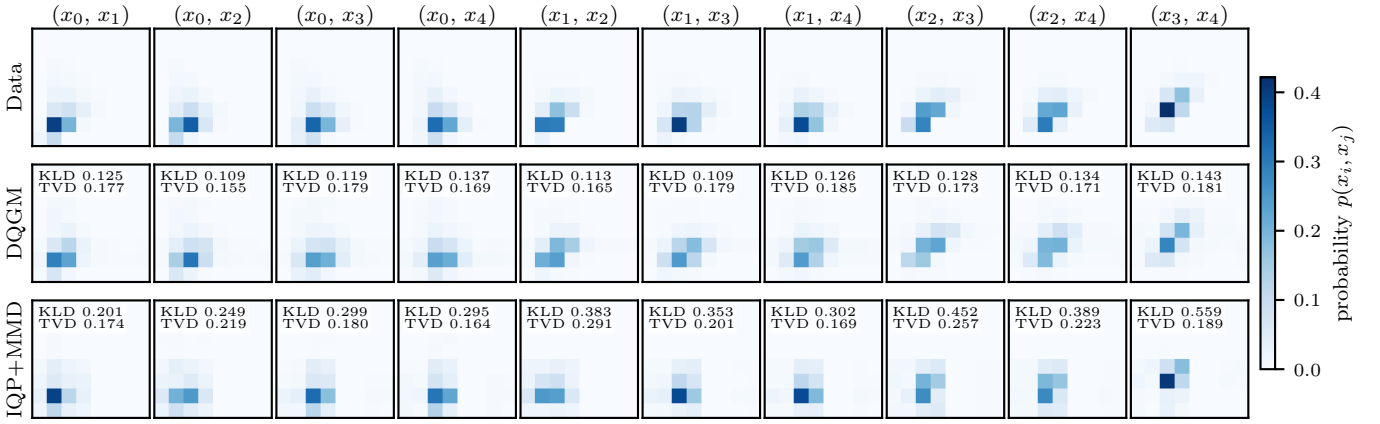 (x₀, x₁) (x₀, x₂) (x₀, x₃) (x₀, x₄) (x₁, x₂) (x₁, x₃) (x₁, x₄) (x₂, x₃) (x₂, x₄) (x₃, x₄)
Data
DQGM
KLD 0.125 KLD 0.109 KLD 0.119 KLD 0.137 KLD 0.113 KLD 0.109 KLD 0.126 KLD 0.128 KLD 0.134 KLD 0.143
TVD 0.177 TVD 0.155 TVD 0.179 TVD 0.169 TVD 0.165 TVD 0.179 TVD 0.185 TVD 0.173 TVD 0.171 TVD 0.181
IQP+MMD
KLD 0.201 KLD 0.249 KLD 0.299 KLD 0.295 KLD 0.383 KLD 0.353 KLD 0.302 KLD 0.452 KLD 0.389 KLD 0.559
TVD 0.174 TVD 0.219 TVD 0.180 TVD 0.164 TVD 0.291 TVD 0.201 TVD 0.169 TVD 0.257 TVD 0.223 TVD 0.189
0.4
0.3
0.2
0.1
0.0
probability p(xᵢ, xⱼ)